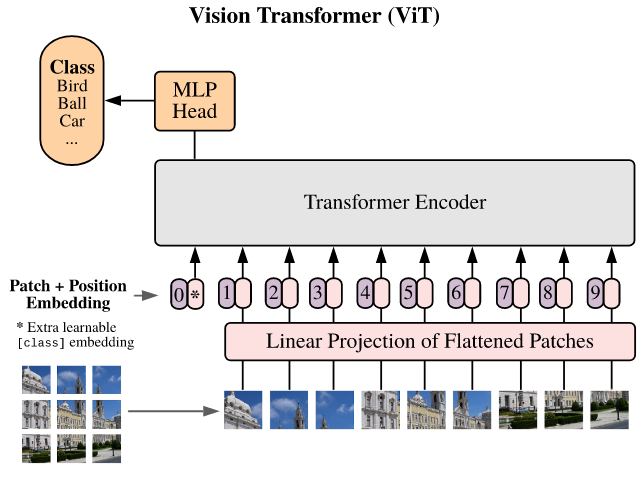 Vision Transformer (ViT)
Class
Bird
Ball
Car
...
MLP
Head
Transformer Encoder
Patch + Position
Embedding
0 * 1 2 3 4 5 6 7 8 9
* Extra learnable
[class] embedding
Linear Projection of Flattened Patches